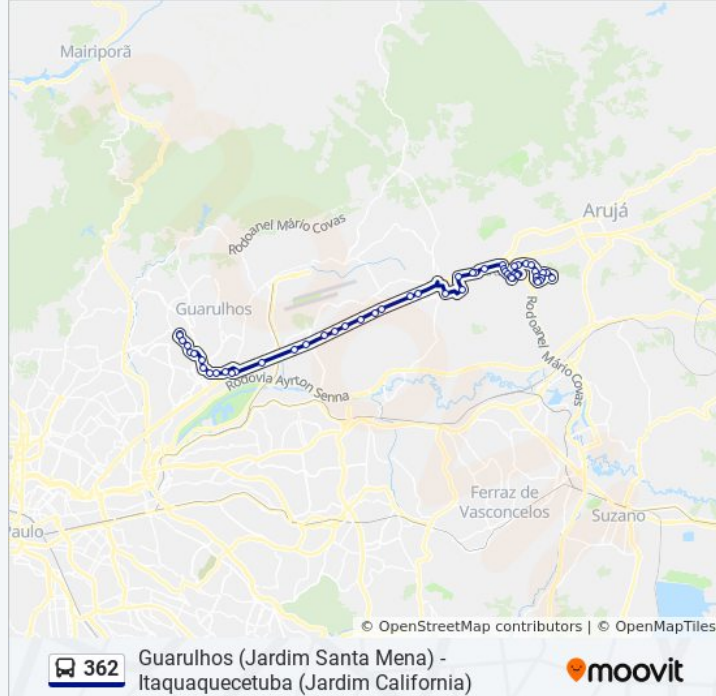 Mairiporã
Rodoanel Mário Covas
Arujá
Guarulhos
Rodoanel Mário Covas
Rodovia Ayrton Senna
Ferraz de
Vasconcelos
Suzano
Paulo
© OpenStreetMap contributors | © OpenMapTiles
362
Guarulhos (Jardim Santa Mena) -
Itaquaquecetuba (Jardim California)
moovit